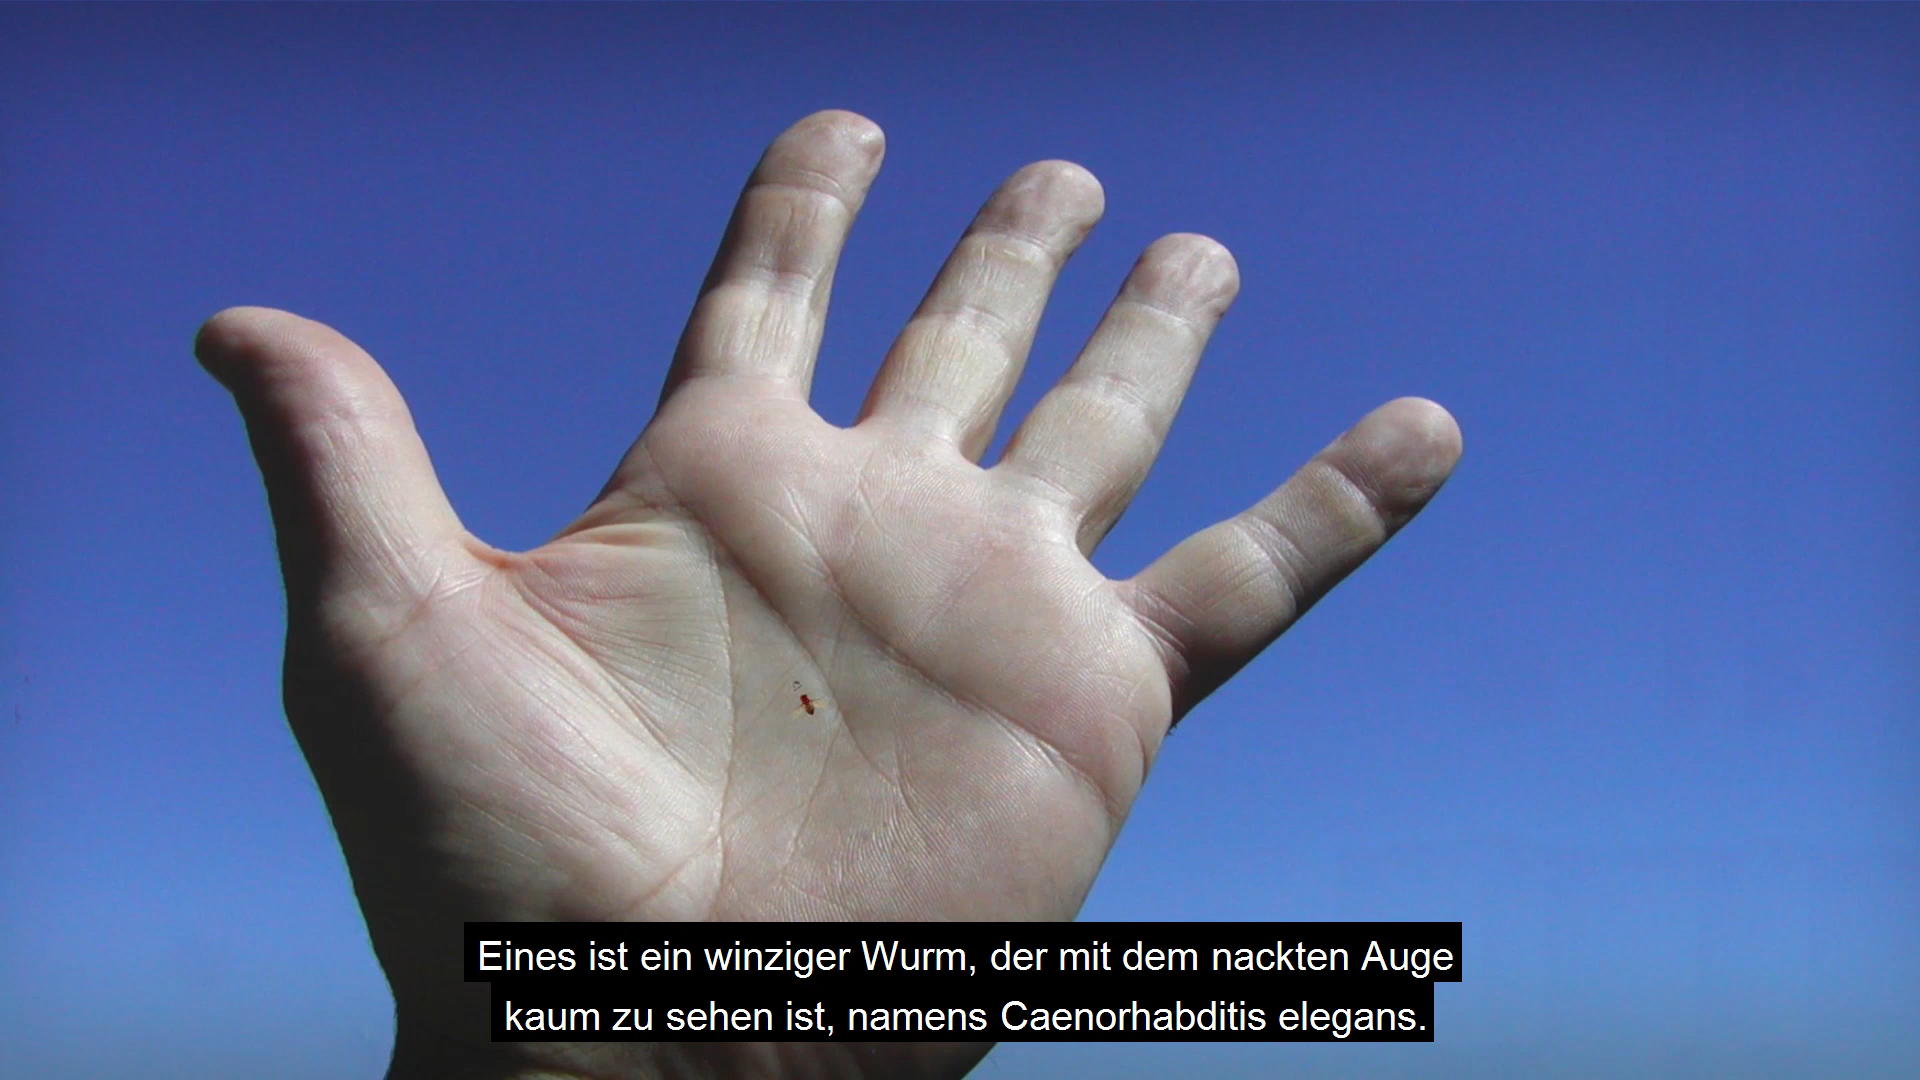 Eines ist ein winziger Wurm, der mit dem nackten Auge
kaum zu sehen ist, namens Caenorhabditis elegans.